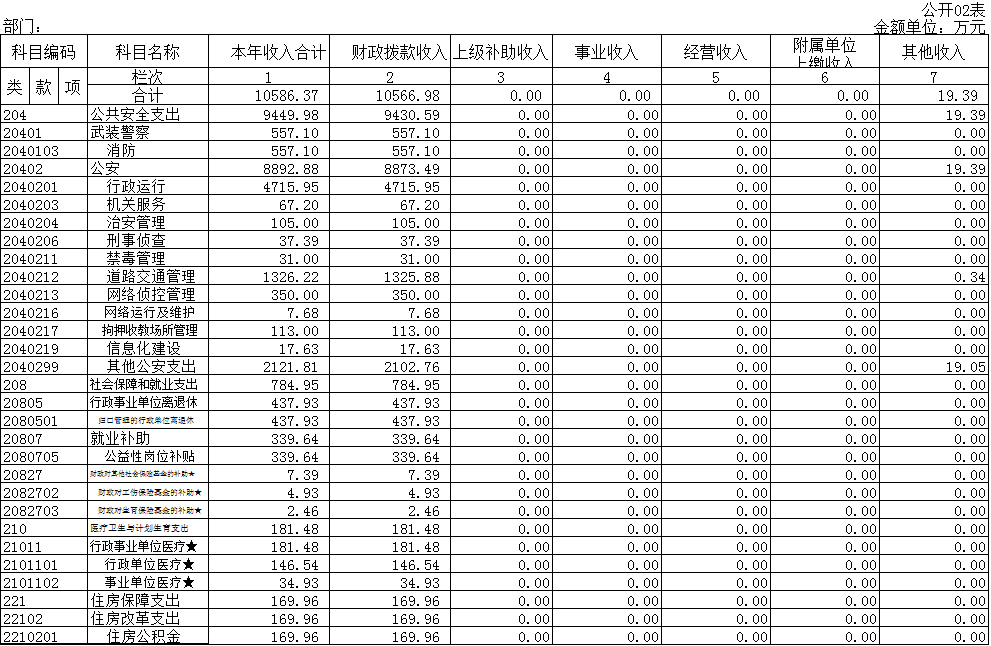 公开02表
部门: 金额单位: 万元
科目编码 科目名称 本年收入合计 财政拨款收入 上级补助收入 事业收入 经营收入 附属单位上缴收入 其他收入
类 款 项 栏次 1 2 3 4 5 6 7
合计 10586.37 10566.98 0.00 0.00 0.00 0.00 19.39
204 公共安全支出 9449.98 9430.59 0.00 0.00 0.00 0.00 19.39
20401 武装警察 557.10 557.10 0.00 0.00 0.00 0.00 0.00
2040103 消防 557.10 557.10 0.00 0.00 0.00 0.00 0.00
20402 公安 8892.88 8873.49 0.00 0.00 0.00 0.00 19.39
2040201 行政运行 4715.95 4715.95 0.00 0.00 0.00 0.00 0.00
2040203 机关服务 67.20 67.20 0.00 0.00 0.00 0.00 0.00
2040204 治安管理 105.00 105.00 0.00 0.00 0.00 0.00 0.00
2040206 刑事侦查 37.39 37.39 0.00 0.00 0.00 0.00 0.00
2040211 禁毒管理 31.00 31.00 0.00 0.00 0.00 0.00 0.00
2040212 道路交通管理 1326.22 1325.88 0.00 0.00 0.00 0.00 0.34
2040213 网络侦控管理 350.00 350.00 0.00 0.00 0.00 0.00 0.00
2040216 网络运行及维护 7.68 7.68 0.00 0.00 0.00 0.00 0.00
2040217 拘押收教场所管理 113.00 113.00 0.00 0.00 0.00 0.00 0.00
2040219 信息化建设 17.63 17.63 0.00 0.00 0.00 0.00 0.00
2040299 其他公安支出 2121.81 2102.76 0.00 0.00 0.00 0.00 19.05
208 社会保障和就业支出 784.95 784.95 0.00 0.00 0.00 0.00 0.00
20805 行政事业单位离退休 437.93 437.93 0.00 0.00 0.00 0.00 0.00
2080501 归口管理的行政单位离退休 437.93 437.93 0.00 0.00 0.00 0.00 0.00
20807 就业补助 339.64 339.64 0.00 0.00 0.00 0.00 0.00
2080705 公益性岗位补贴 339.64 339.64 0.00 0.00 0.00 0.00 0.00
20827 财政对其他社会保险基金的补助★ 7.39 7.39 0.00 0.00 0.00 0.00 0.00
2082702 财政对工伤保险基金的补助★ 4.93 4.93 0.00 0.00 0.00 0.00 0.00
2082703 财政对生育保险基金的补助★ 2.46 2.46 0.00 0.00 0.00 0.00 0.00
210 医疗卫生与计划生育支出 181.48 181.48 0.00 0.00 0.00 0.00 0.00
21011 行政事业单位医疗★ 181.48 181.48 0.00 0.00 0.00 0.00 0.00
2101101 行政单位医疗★ 146.54 146.54 0.00 0.00 0.00 0.00 0.00
2101102 事业单位医疗★ 34.93 34.93 0.00 0.00 0.00 0.00 0.00
221 住房保障支出 169.96 169.96 0.00 0.00 0.00 0.00 0.00
22102 住房改革支出 169.96 169.96 0.00 0.00 0.00 0.00 0.00
2210201 住房公积金 169.96 169.96 0.00 0.00 0.00 0.00 0.00